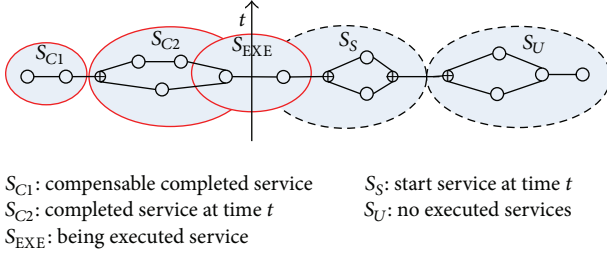 t
S_C1
S_C2
S_EXE
S_S
S_U
S_C1: compensable completed service
S_C2: completed service at time t
S_EXE: being executed service
S_S: start service at time t
S_U: no executed services